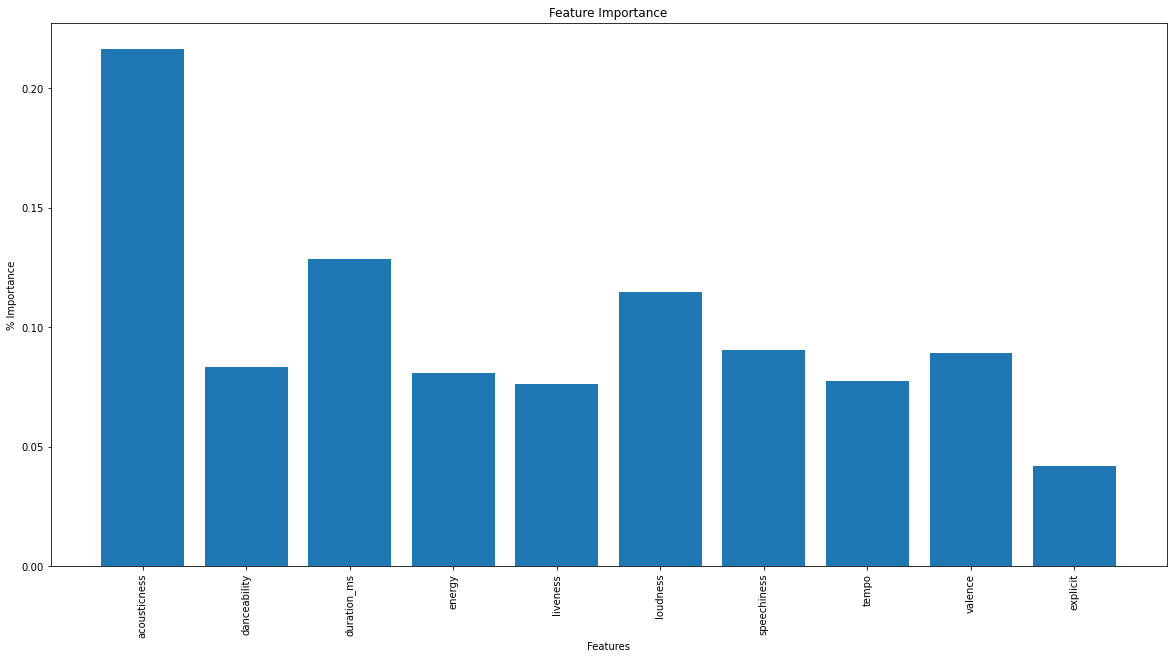 Feature Importance
% Importance
0.20
0.15
0.10
0.05
0.00
acousticness
danceability
duration_ms
energy
liveness
loudness
speechiness
tempo
valence
explicit
Features